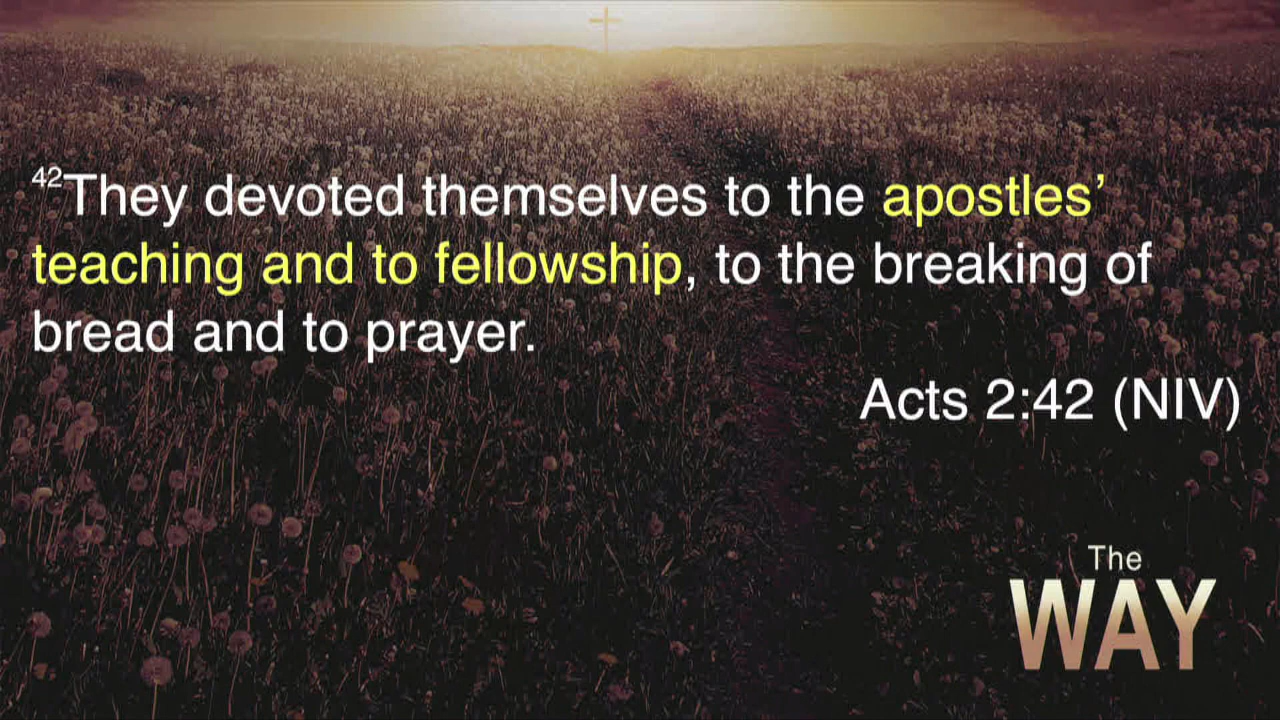 42They devoted themselves to the apostles’
teaching and to fellowship, to the breaking of
bread and to prayer.
Acts 2:42 (NIV)
The
WAY